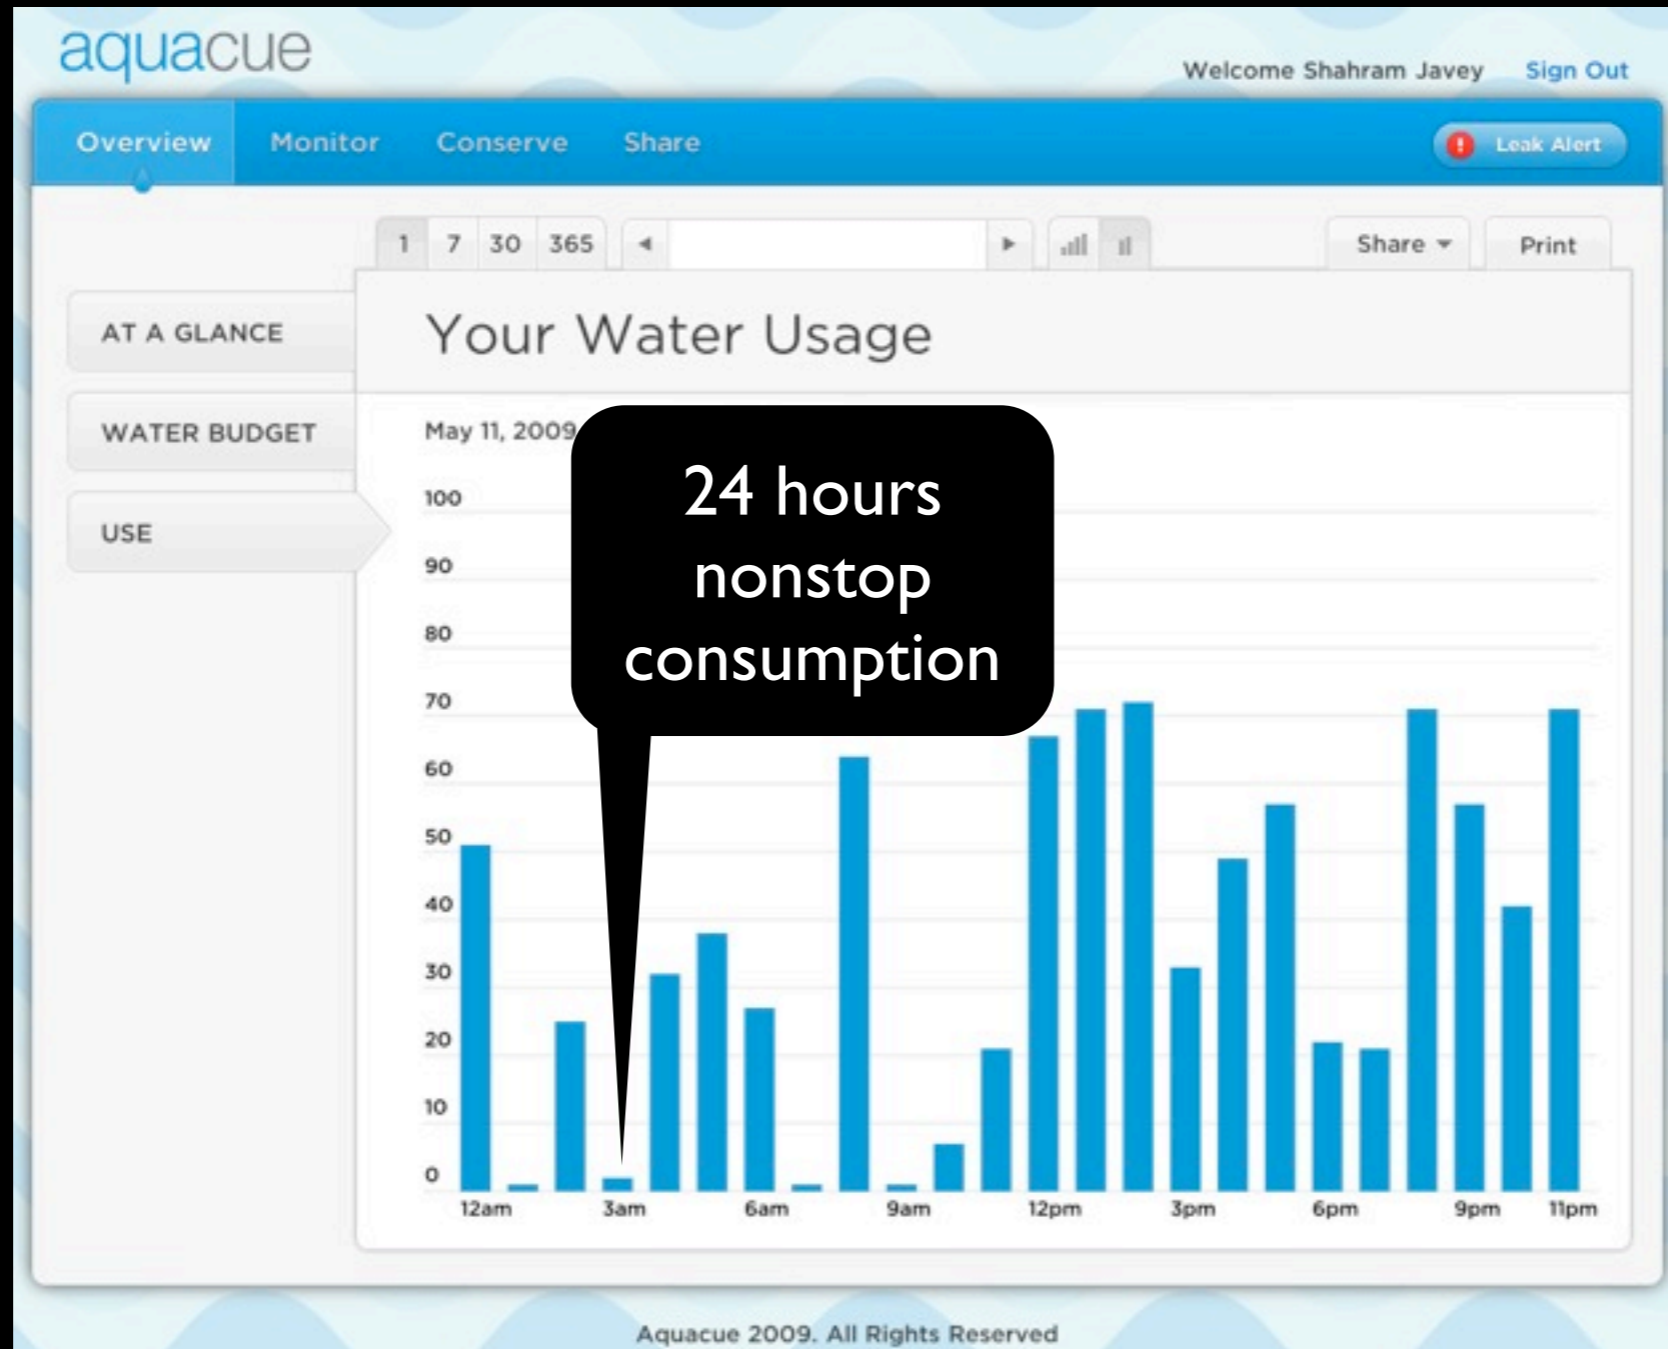 aquacue
Welcome Shahram Javey Sign Out
Overview Monitor Conserve Share Leak Alert
1 7 30 365 Share Print
AT A GLANCE
WATER BUDGET
USE
Your Water Usage
May 11, 2009
24 hours
nonstop
consumption
100
90
80
70
60
50
40
30
20
10
0
12am 3am 6am 9am 12pm 3pm 6pm 9pm 11pm
Aquacue 2009. All Rights Reserved